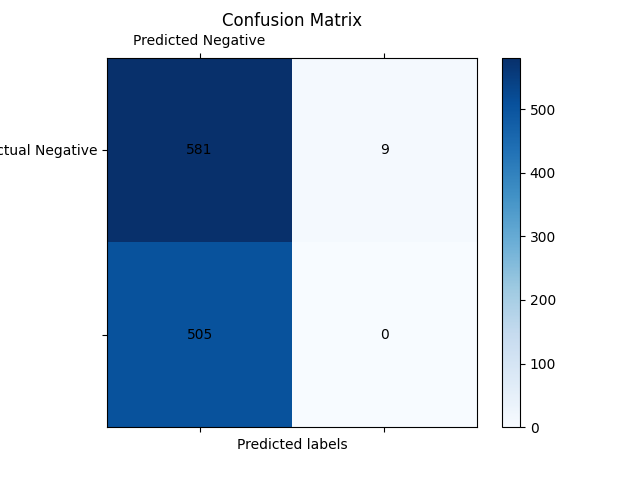 Confusion Matrix
Predicted Negative
ctual Negative
581
9
505
0
Predicted labels
500
400
300
200
100
0